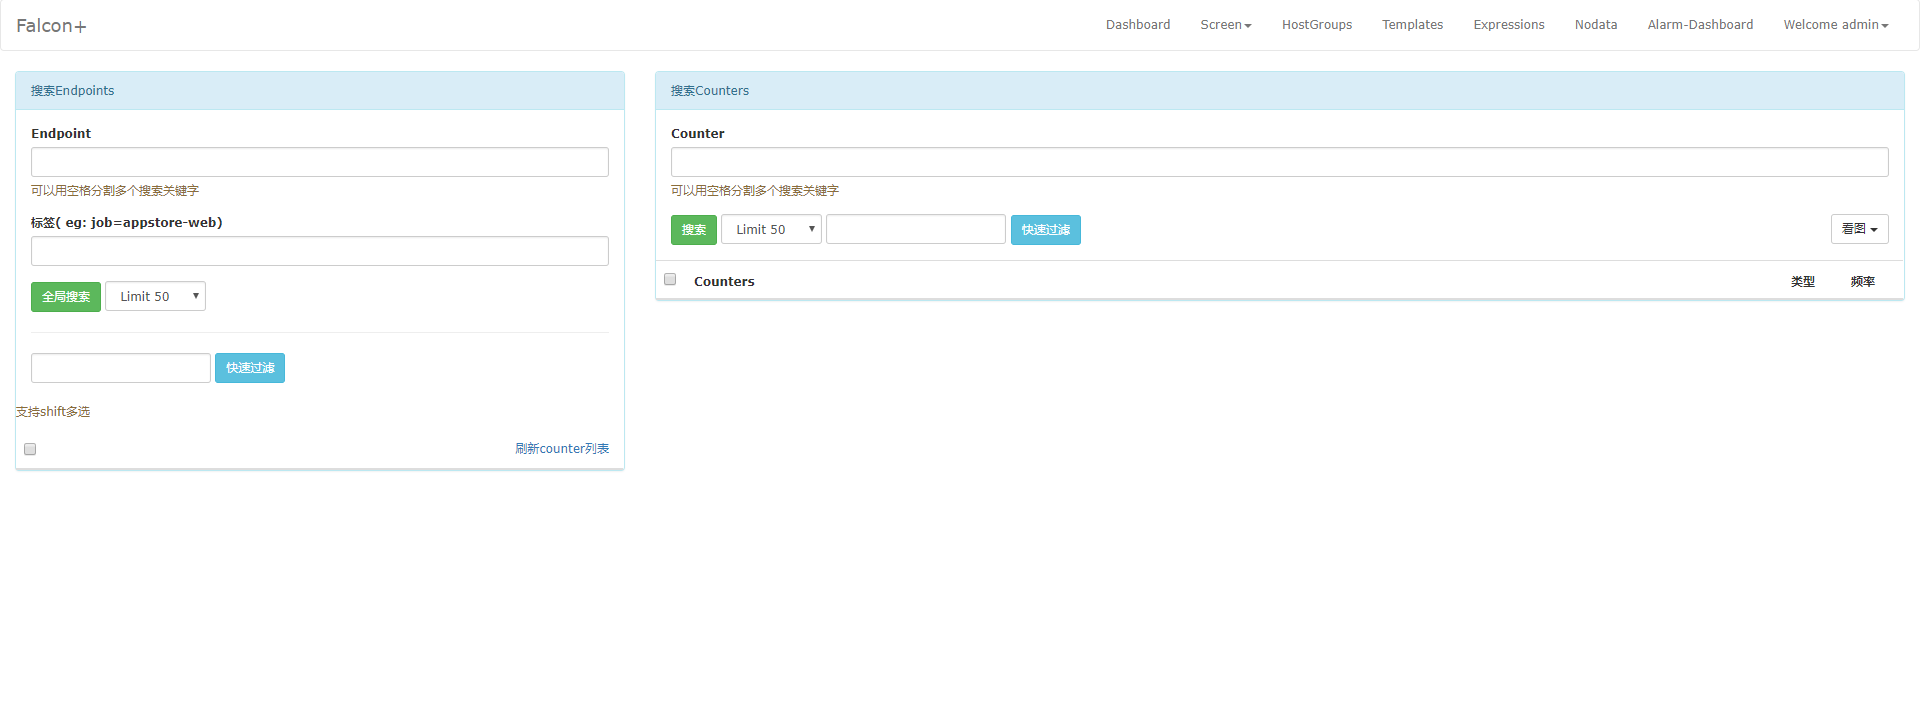 Falcon+
Dashboard Screen HostGroups Templates Expressions Nodata Alarm-Dashboard Welcome admin
搜索Endpoints
Endpoint
可以用空格分割多个搜索关键字
标签( eg: job=appstore-web)
全局搜索 Limit 50
快速过滤
支持shift多选
刷新counter列表
搜索Counters
Counter
可以用空格分割多个搜索关键字
搜索 Limit 50 快速过滤 看图
Counters 类型 频率